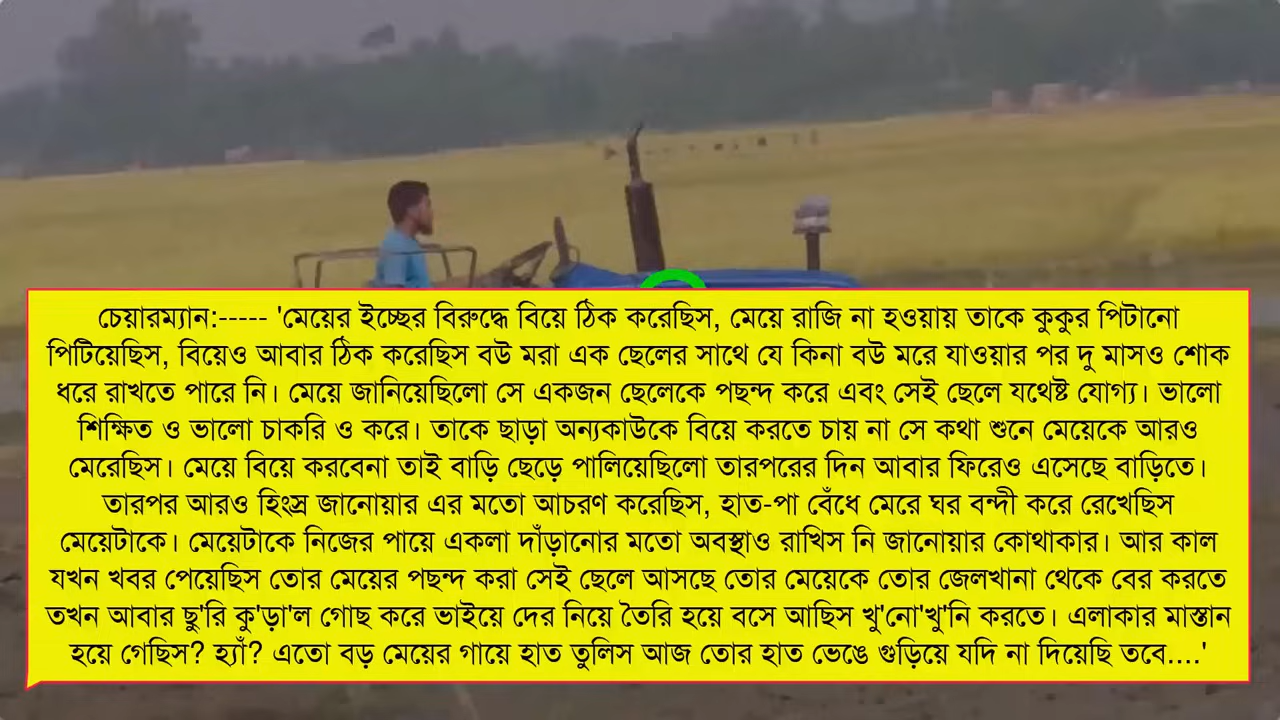 চেয়ারম্যান:----- 'মেয়ের ইচ্ছের বিরুদ্ধে বিয়ে ঠিক করেছিস, মেয়ে রাজি না হওয়ায় তাকে কুকুর পিটানো
পিটিয়েছিস, বিয়েও আবার ঠিক করেছিস বউ মরা এক ছেলের সাথে যে কিনা বউ মরে যাওয়ার পর দু মাসও শোক
ধরে রাখতে পারে নি। মেয়ে জানিয়েছিলো সে একজন ছেলেকে পছন্দ করে এবং সেই ছেলে যথেষ্ট যোগ্য। ভালো
শিক্ষিত ও ভালো চাকরি ও করে। তাকে ছাড়া অন্যকাউকে বিয়ে করতে চায় না সে কথা শুনে মেয়েকে আরও
মেরেছিস। মেয়ে বিয়ে করবেনা তাই বাড়ি ছেড়ে পালিয়েছিলো তারপরের দিন আবার ফিরেও এসেছে বাড়িতে।
তারপর আরও হিংস্র জানোয়ার এর মতো আচরণ করেছিস, হাত-পা বেঁধে মেরে ঘর বন্দী করে রেখেছিস
মেয়েটাকে। মেয়েটাকে নিজের পায়ে একলা দাঁড়ানোর মতো অবস্থাও রাখিস নি জানোয়ার কোথাকার। আর কাল
যখন খবর পেয়েছিস তোর মেয়ের পছন্দ করা সেই ছেলে আসছে তোর মেয়েকে তোর জেলখানা থেকে বের করতে
তখন আবার ছু'রি কু'ড়া'ল গোছ করে ভাইয়ে দের নিয়ে তৈরি হয়ে বসে আছিস খু'নো'খু'নি করতে। এলাকার মাস্তান
হয়ে গেছিস? হ্যাঁ? এতো বড় মেয়ের গায়ে হাত তুলিস আজ তোর হাত ভেঙে গুড়িয়ে যদি না দিয়েছি তবে....'